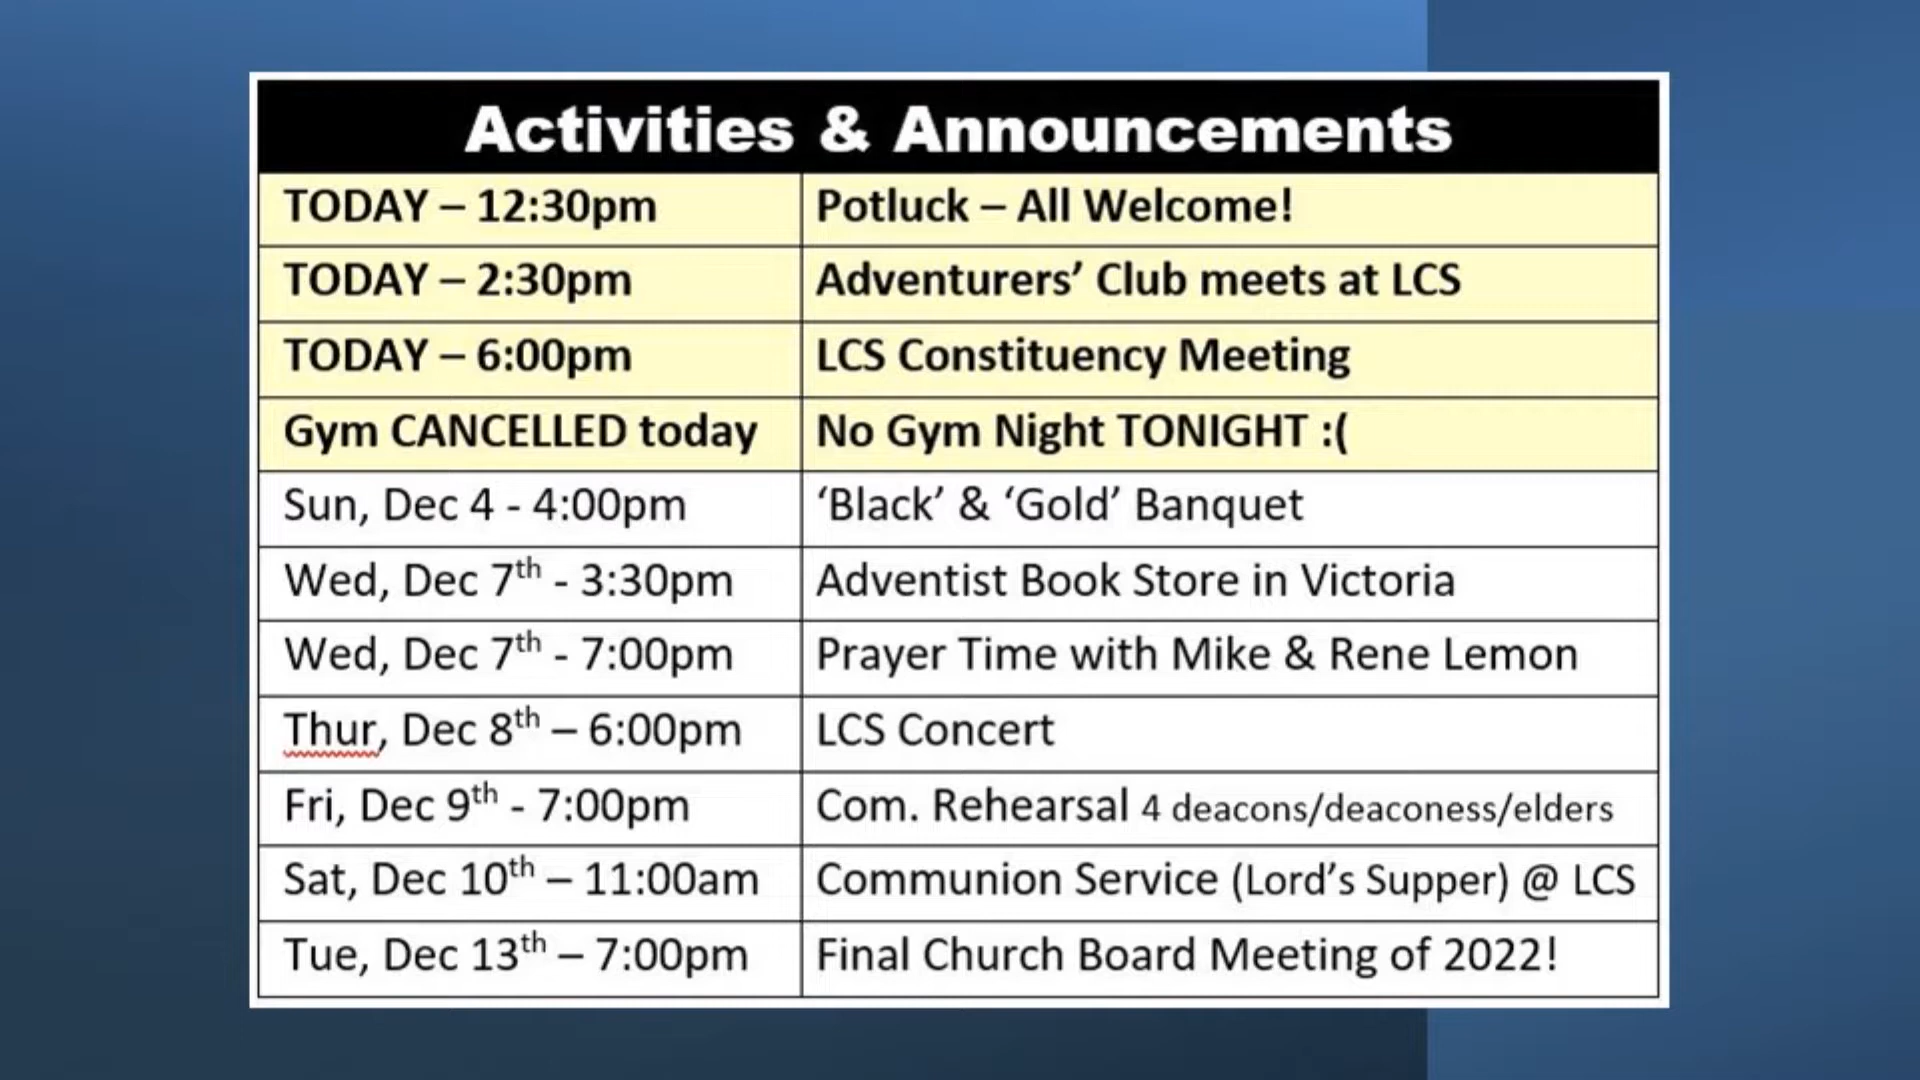 Activities & Announcements
TODAY – 12:30pm Potluck – All Welcome!
TODAY – 2:30pm Adventurers’ Club meets at LCS
TODAY – 6:00pm LCS Constituency Meeting
Gym CANCELLED today No Gym Night TONIGHT :(
Sun, Dec 4 - 4:00pm ‘Black’ & ‘Gold’ Banquet
Wed, Dec 7th - 3:30pm Adventist Book Store in Victoria
Wed, Dec 7th - 7:00pm Prayer Time with Mike & Rene Lemon
Thur, Dec 8th – 6:00pm LCS Concert
Fri, Dec 9th - 7:00pm Com. Rehearsal 4 deacons/deaconess/elders
Sat, Dec 10th – 11:00am Communion Service (Lord’s Supper) @ LCS
Tue, Dec 13th – 7:00pm Final Church Board Meeting of 2022!